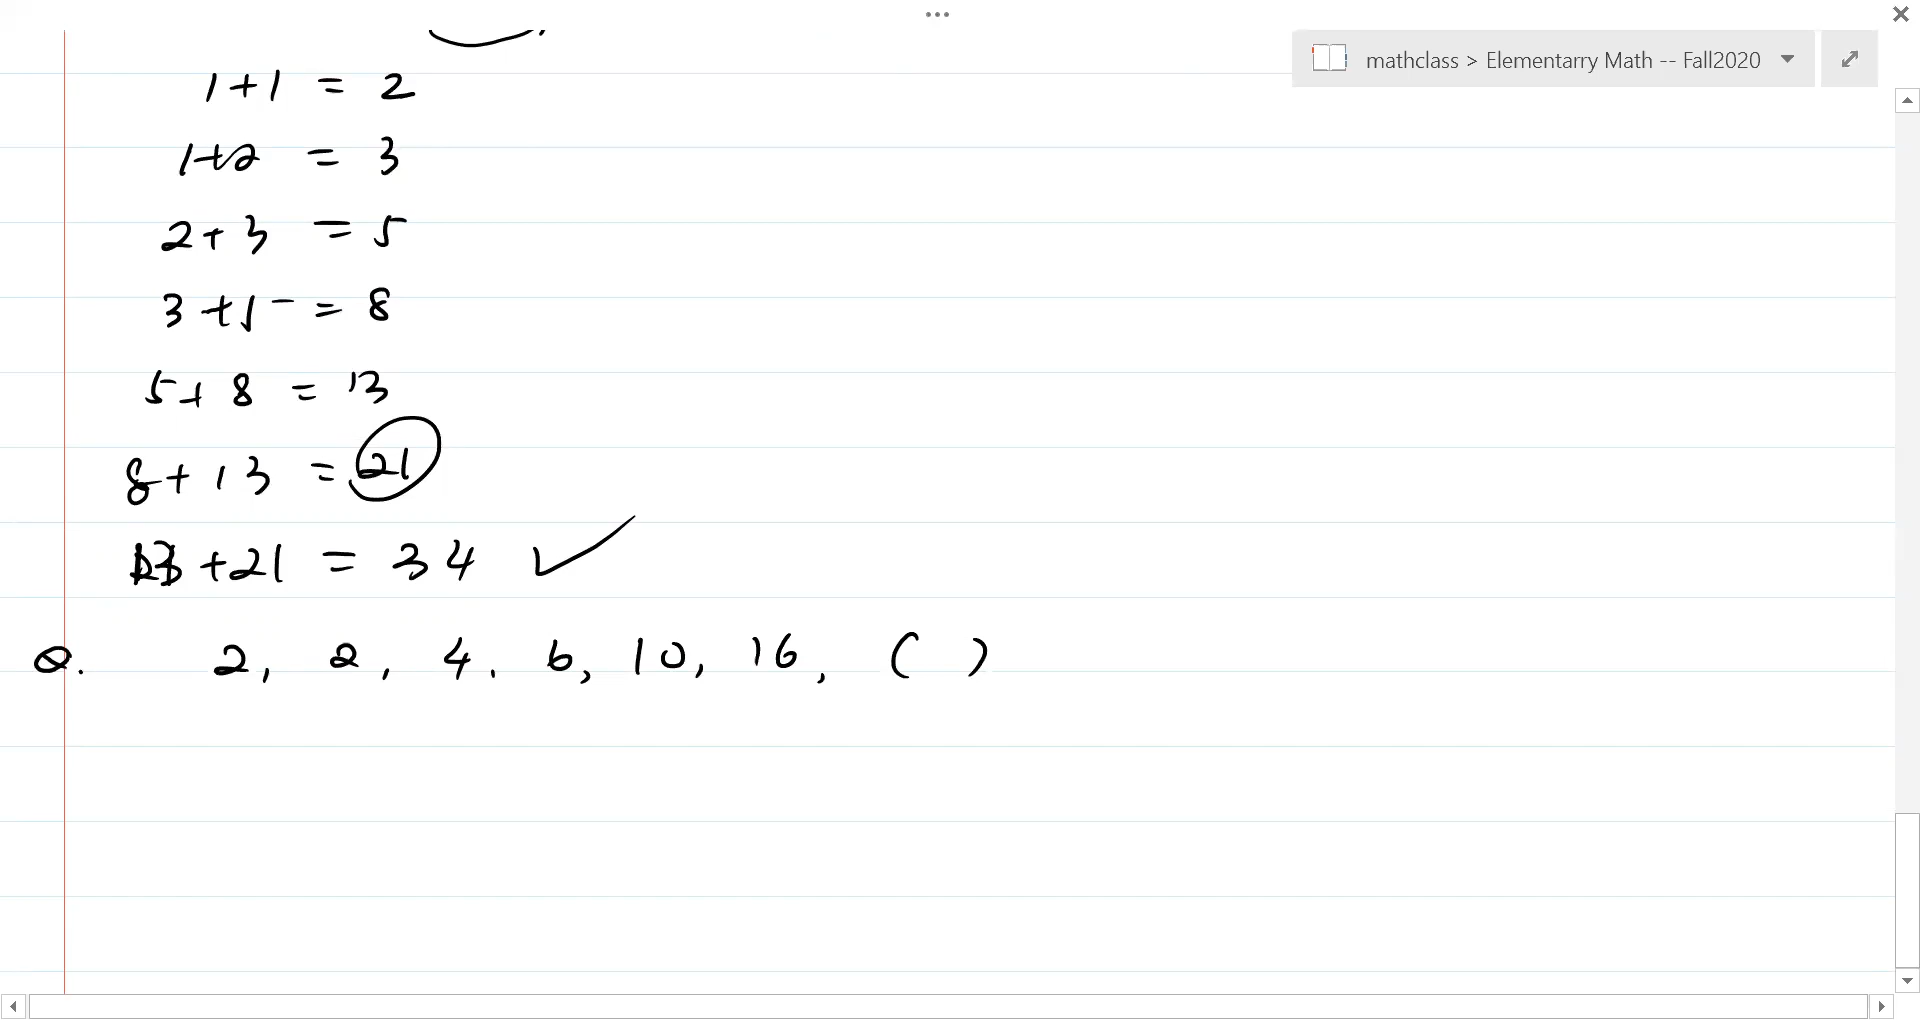 mathclass > Elementarry Math -- Fall2020
1+1 = 2
1+2 = 3
2+3 = 5
3+5 = 8
5+8 = 13
8+13 = 21
13+21 = 34 ✓
Q. 2, 2, 4. 6, 10, 16, ( )